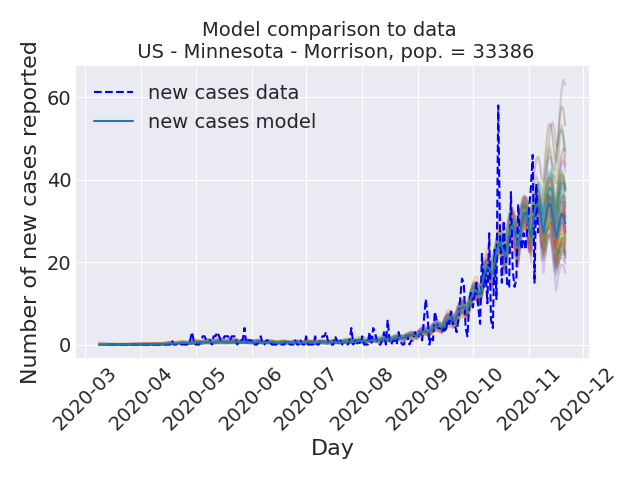 Model comparison to data
US - Minnesota - Morrison, pop. = 33386
Number of new cases reported
60
40
20
0
new cases data
new cases model
2020-03
2020-04
2020-05
2020-06
2020-07
2020-08
2020-09
2020-10
2020-11
2020-12
Day